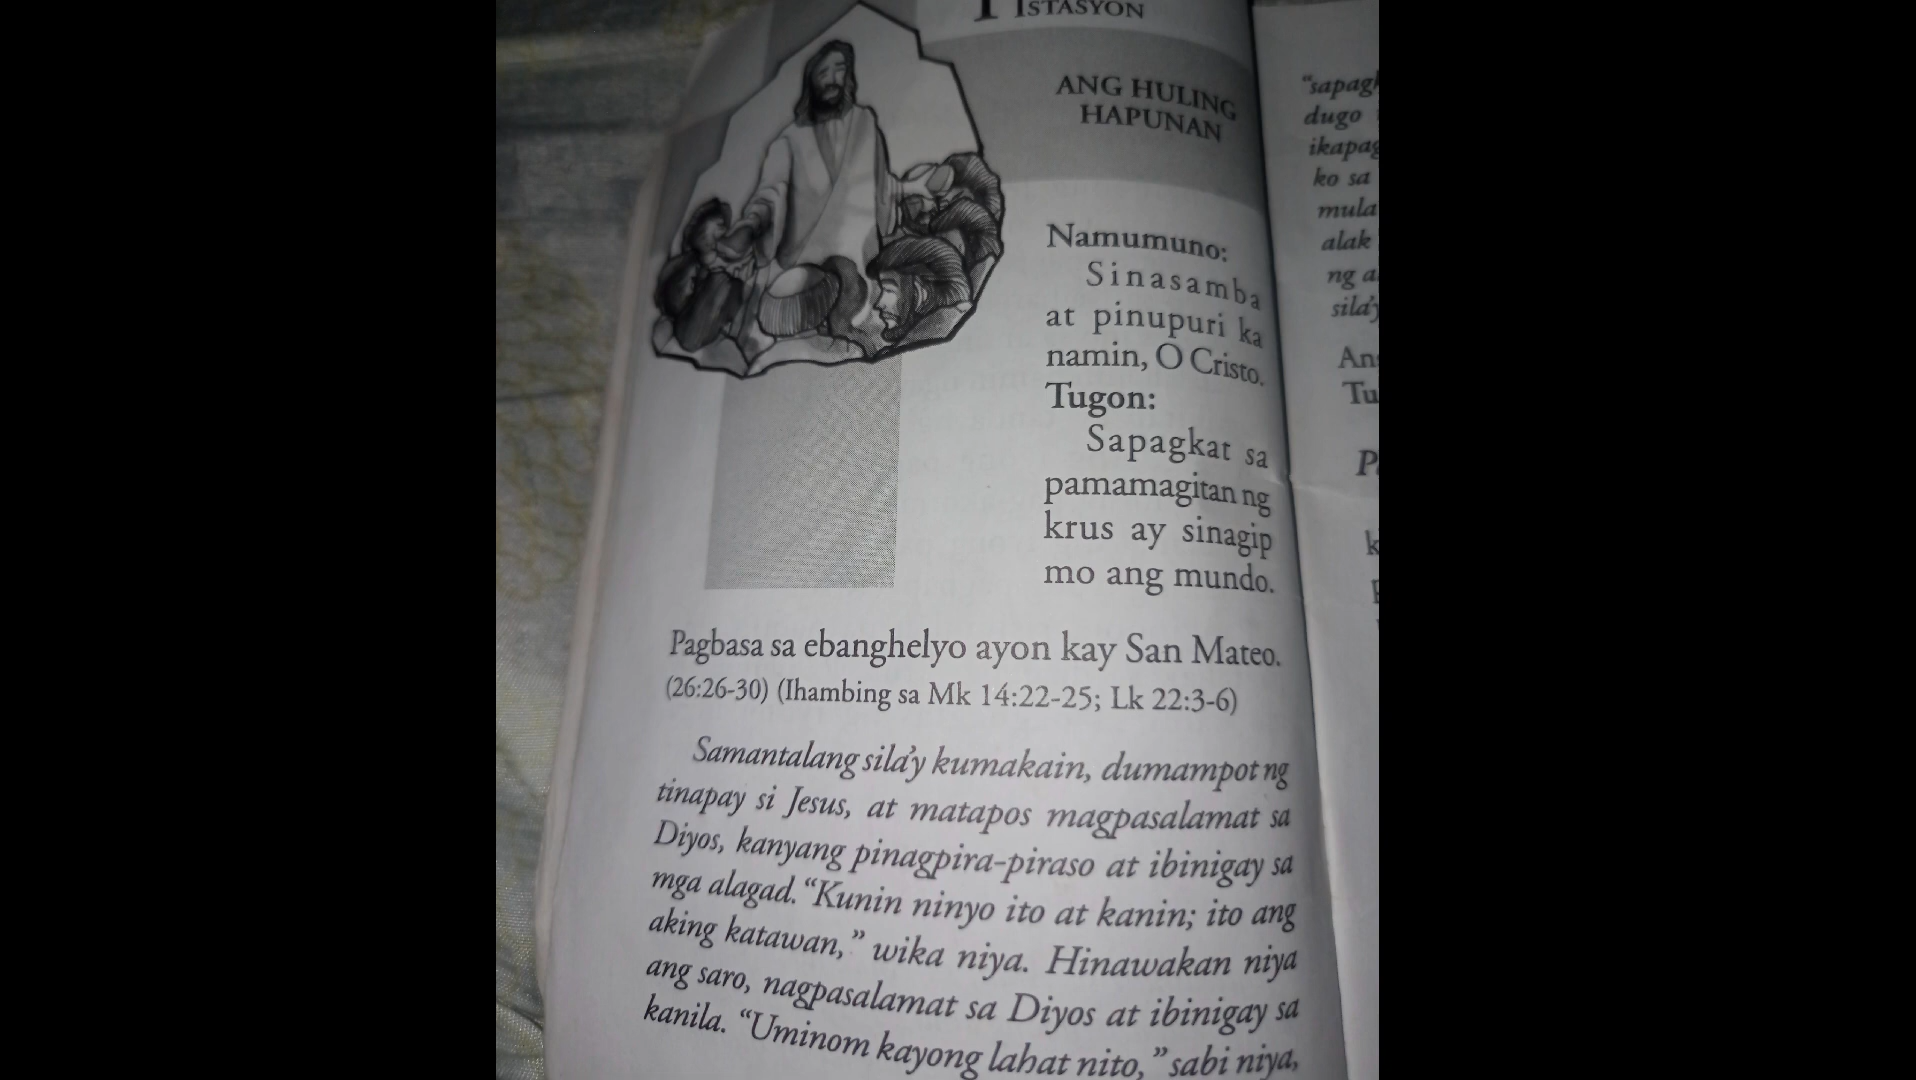 ISTASYON
ANG HULING
HAPUNAN
Namumuno:
Sinasamba
at pinupuri ka
namin, O Cristo.
Tugon:
Sapagkat sa
pamamagitan ng
krus ay sinagip
mo ang mundo.
Pagbasa sa ebanghelyo ayon kay San Mateo.
(26:26-30) (Ihambing sa Mk 14:22-25; Lk 22:3-6)
Samantalang sila'y kumakain, dumampot ng
tinapay si Jesus, at matapos magpasalamat sa
Diyos, kanyang pinagpira-piraso at ibinigay sa
mga alagad. “Kunin ninyo ito at kanin; ito ang
aking katawan,” wika niya. Hinawakan niya
ang saro, nagpasalamat sa Diyos at ibinigay sa
kanila. “Uminom kayong lahat nito,” sabi niya,
dugo
ko sa
mula
alak
ng